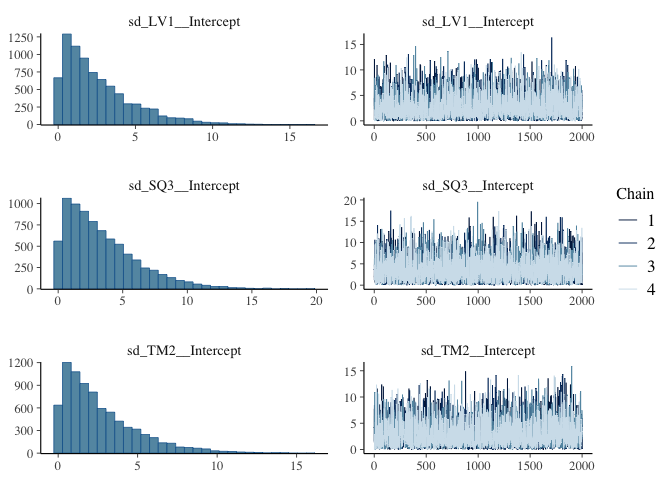 sd_LV1__Intercept
1250
1000
750
500
250
0
0 5 10 15
sd_LV1__Intercept
15
10
5
0
0 500 1000 1500 2000
sd_SQ3__Intercept
1000
750
500
250
0
0 5 10 15 20
sd_SQ3__Intercept
20
15
10
5
0
0 500 1000 1500 2000
sd_TM2__Intercept
1200
900
600
300
0
0 5 10 15
sd_TM2__Intercept
15
10
5
0
0 500 1000 1500 2000
Chain
1
2
3
4